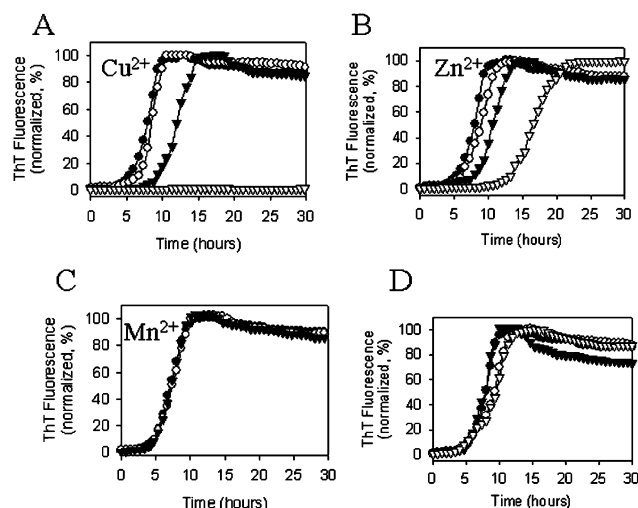 A
B
Cu2+
Zn2+
ThT Fluorescence
(normalized, %)
100
80
60
40
20
0
0 5 10 15 20 25 30
Time (hours)
ThT Fluorescence
(normalized, %)
100
80
60
40
20
0
0 5 10 15 20 25 30
Time (hours)
C
D
Mn2+
ThT Fluorescence
(normalized, %)
100
80
60
40
20
0
0 5 10 15 20 25 30
Time (hours)
ThT Fluorescence
(normalized, %)
100
80
60
40
20
0
0 5 10 15 20 25 30
Time (hours)